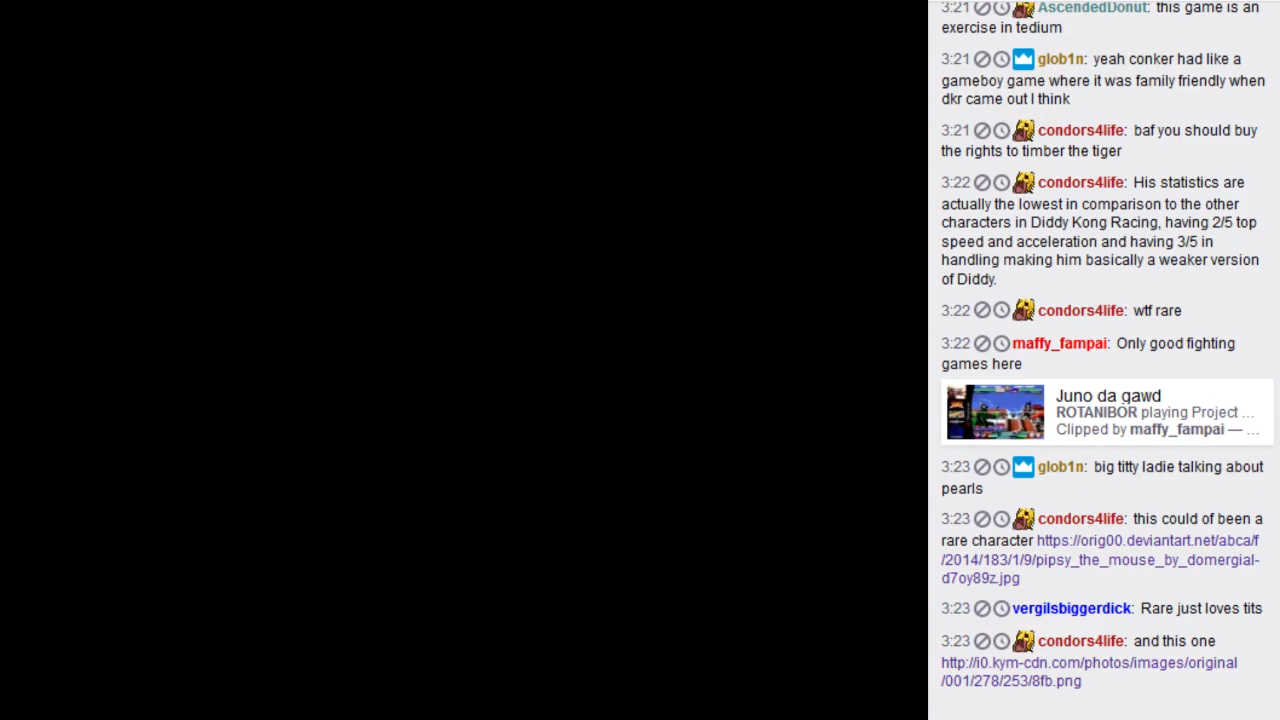 3:21 AscendedDonut: this game is an
exercise in tedium
3:21 glob1n: yeah conker had like a
gameboy game where it was family friendly when
dkr came out I think
3:21 condors4life: baf you should buy
the rights to timber the tiger
3:22 condors4life: His statistics are
actually the lowest in comparison to the other
characters in Diddy Kong Racing, having 2/5 top
speed and acceleration and having 3/5 in
handling making him basically a weaker version
of Diddy.
3:22 condors4life: wtf rare
3:22 maffy_fampai: Only good fighting
games here
Juno da gawd
ROTANIBOR playing Project ...
Clipped by maffy_fampai — ...
3:23 glob1n: big titty ladie talking about
pearls
3:23 condors4life: this could of been a
rare character https://orig00.deviantart.net/abca/f
/2014/183/1/9/pipsy_the_mouse_by_domergial-
d7oy89z.jpg
3:23 vergilsbiggerdick: Rare just loves tits
3:23 condors4life: and this one
http://i0.kym-cdn.com/photos/images/original
/001/278/253/8fb.png